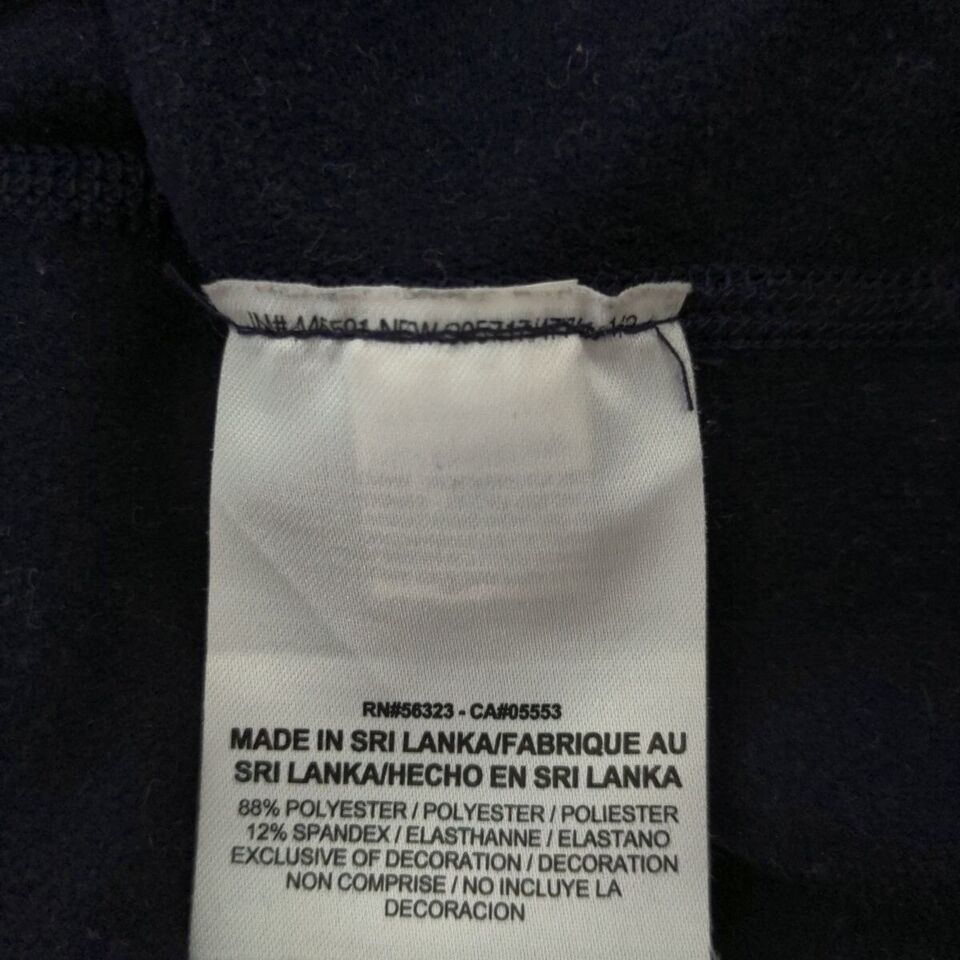 RN#56323 - CA#05553
MADE IN SRI LANKA/FABRIQUE AU
SRI LANKA/HECHO EN SRI LANKA
88% POLYESTER / POLYESTER / POLIESTER
12% SPANDEX / ELASTHANNE / ELASTANO
EXCLUSIVE OF DECORATION / DECORATION
NON COMPRISE / NO INCLUYE LA
DECORACION